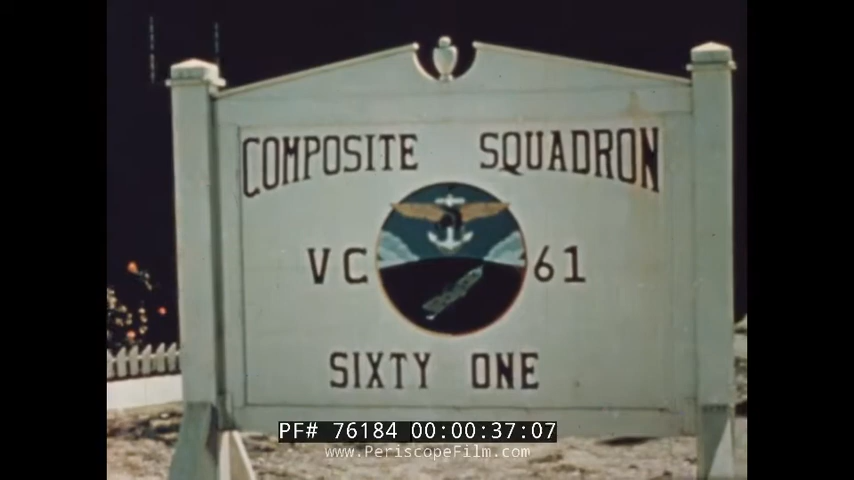 COMPOSITE SQUADRON
VC 61
SIXTY ONE
PF# 76184 00:00:37:07
www.PeriscopeFilm.com